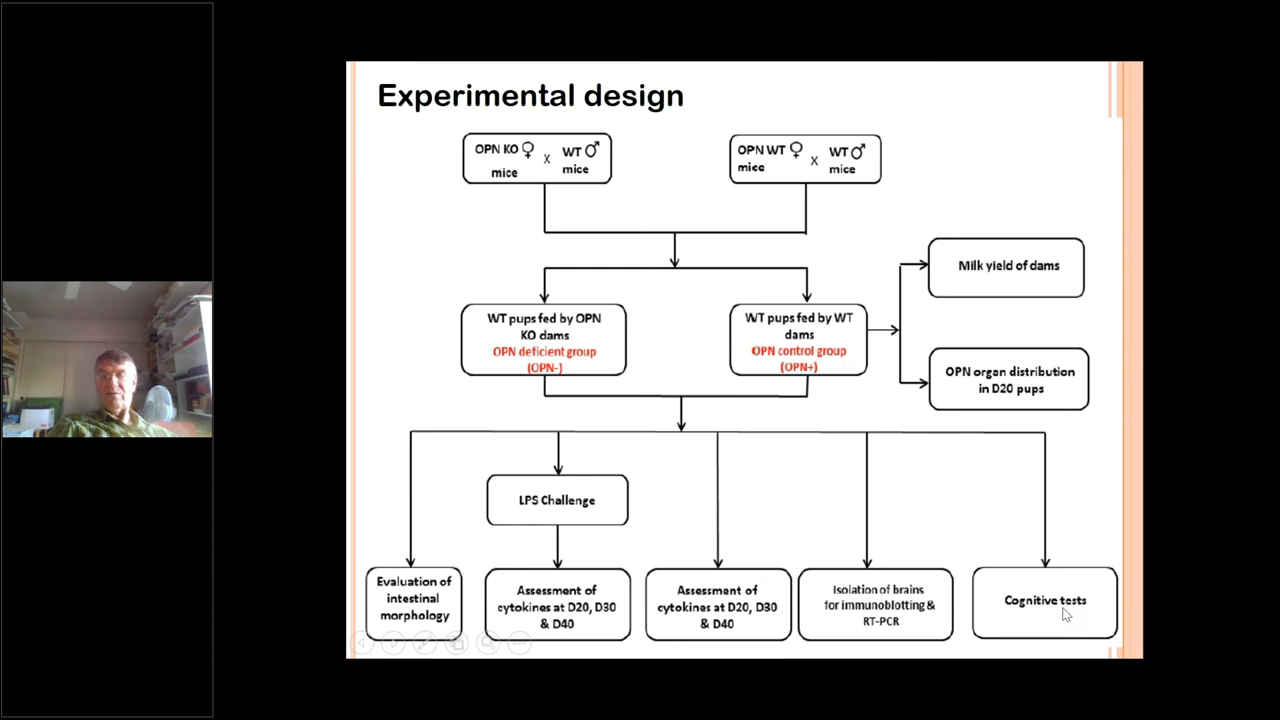 Experimental design
OPN KO ♀ x WT ♂
mice mice
OPN WT ♀ x WT ♂
mice mice
WT pups fed by OPN
KO dams
OPN deficient group
(OPN-)
WT pups fed by WT
dams
OPN control group
(OPN+)
Milk yield of dams
OPN organ distribution
in D20 pups
LPS Challenge
Evaluation of
intestinal
morphology
Assessment of
cytokines at D20, D30
& D40
Assessment of
cytokines at D20, D30
& D40
Isolation of brains
for immunoblotting &
RT-PCR
Cognitive tests